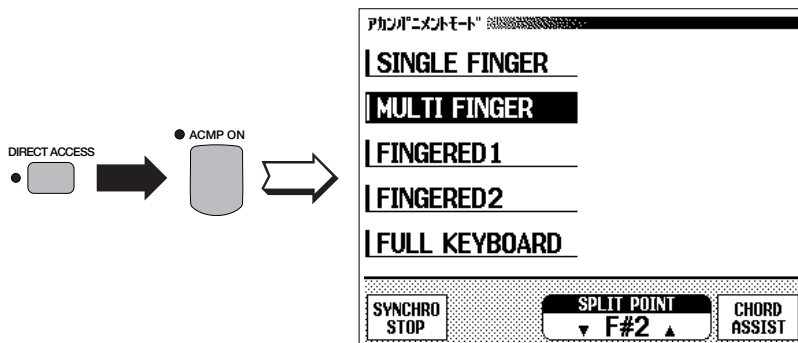 DIRECT ACCESS
ACMP ON
アカンパニメントモード
SINGLE FINGER
MULTI FINGER
FINGERED1
FINGERED2
FULL KEYBOARD
SYNCHRO
STOP
SPLIT POINT
▼ F#2 ▲
CHORD
ASSIST